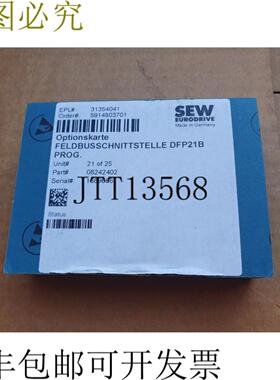 图必究
EPL#: 31354041
Order#: 5914803701
SEW
EURODRIVE
Made in Germany
Optionskarte
FELDBUSSCHNITTSTELLE DFP21B
PROG.
Unit# 21 of 25
Part#: 08242402
Serial#:
JTT13568
Status
包邮可开发票